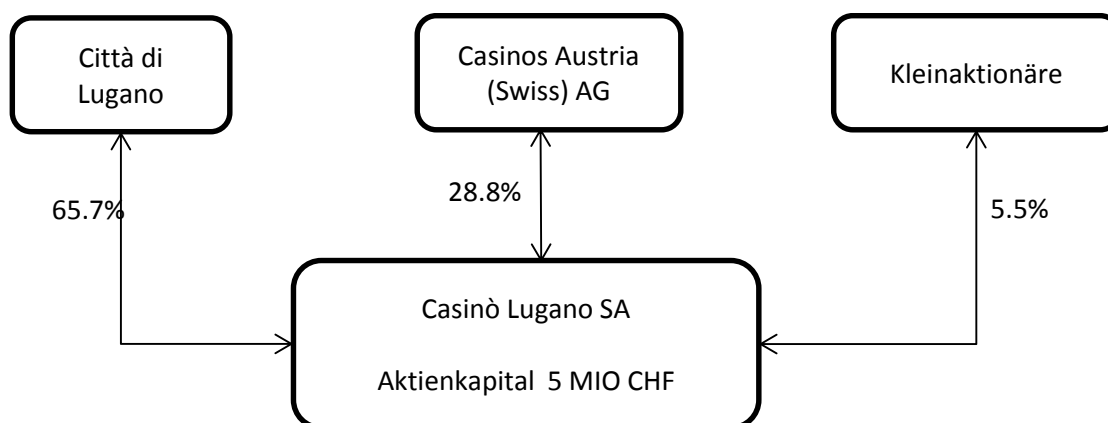 Città di
Lugano
Casinos Austria
(Swiss) AG
Kleinaktionäre
65.7%
28.8%
5.5%
Casinò Lugano SA
Aktienkapital 5 MIO CHF